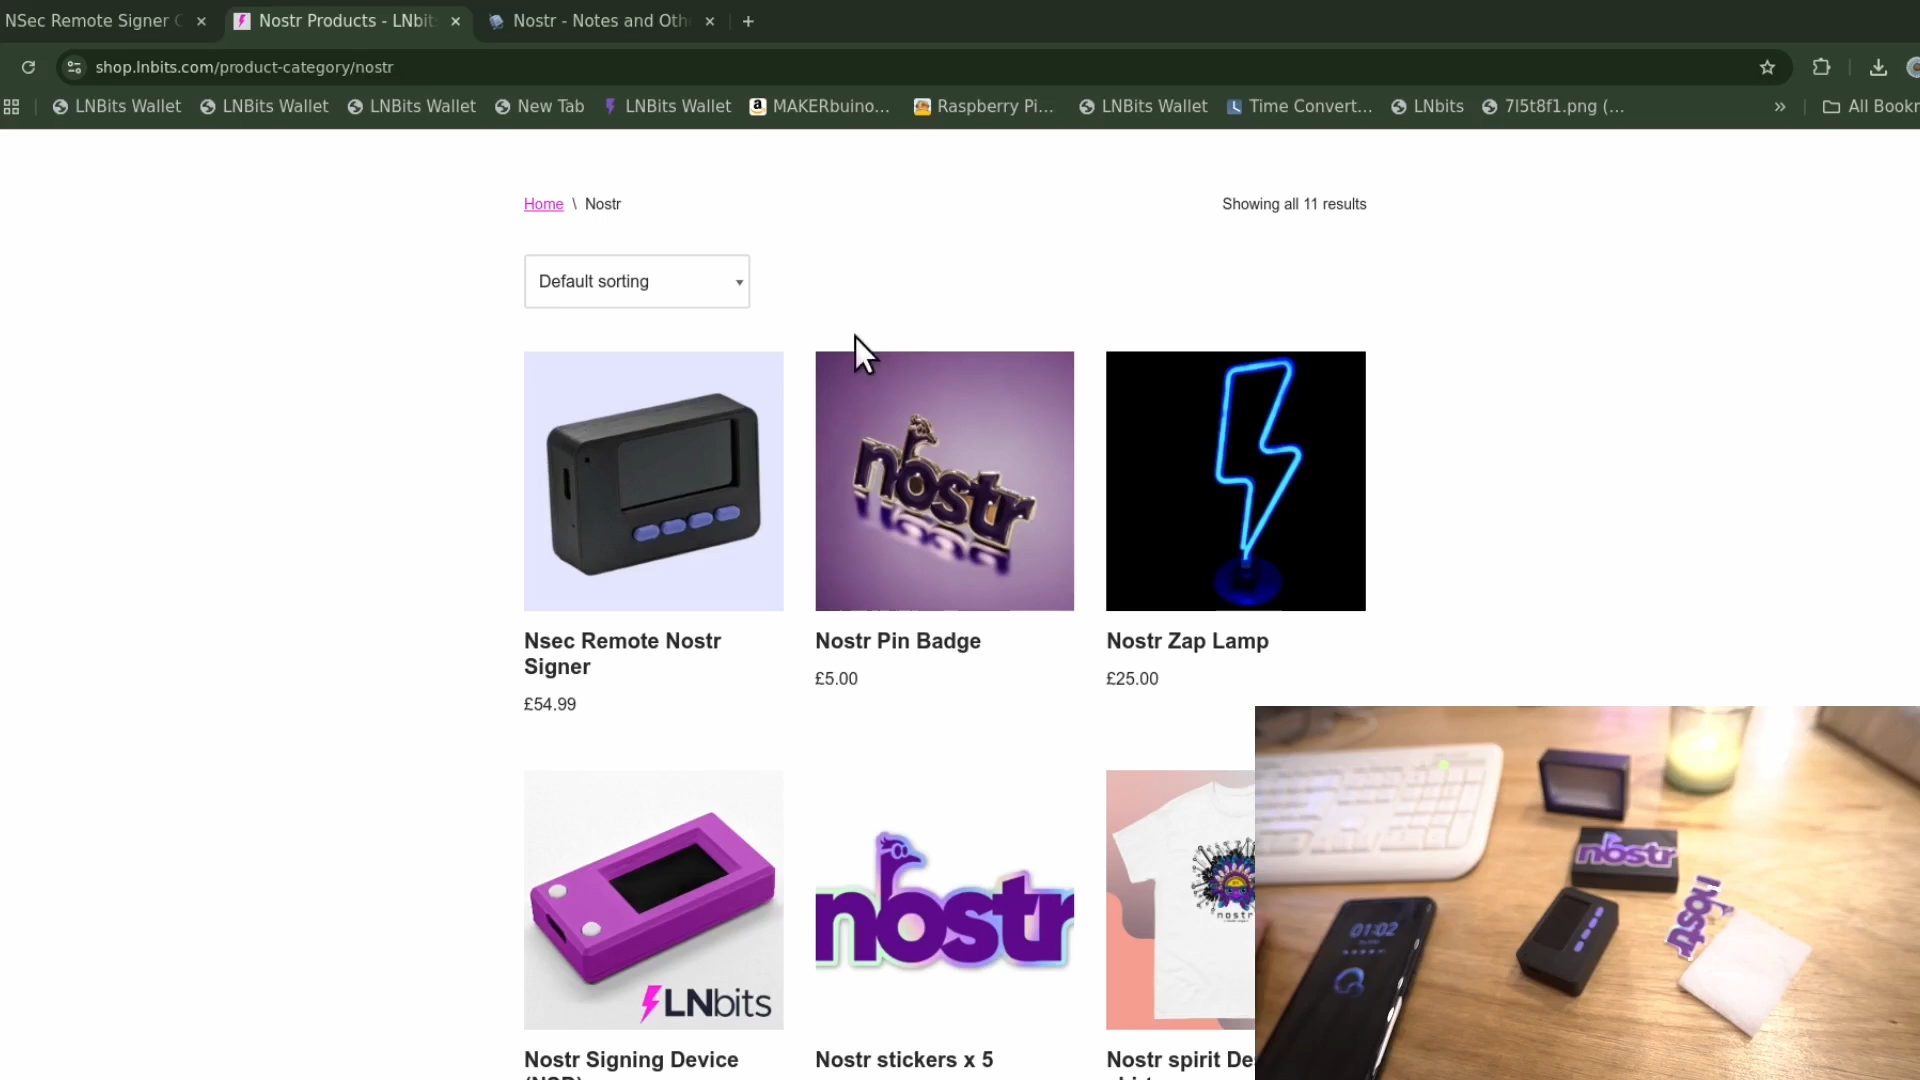 NSec Remote Signer
Nostr Products - LNbits
Nostr - Notes and Oth
shop.lnbits.com/product-category/nostr
LNBits Wallet
LNBits Wallet
LNBits Wallet
New Tab
LNBits Wallet
MAKERbuino...
Raspberry Pi...
LNBits Wallet
Time Convert...
LNbits
7l5t8f1.png (...
»
All Bookr
Home \ Nostr
Showing all 11 results
Default sorting
nostr
Nsec Remote Nostr
Signer
£54.99
Nostr Pin Badge
£5.00
Nostr Zap Lamp
£25.00
LNbits
nostr
nostr
Nostr Signing Device
Nostr stickers x 5
Nostr spirit De
nostr
nostr
01:02